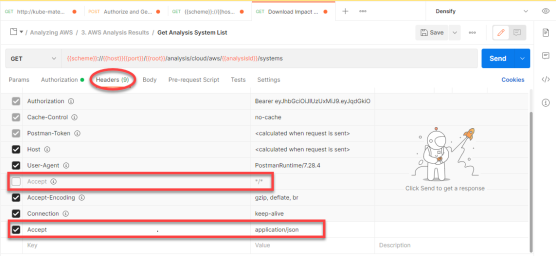 GET http://kube-mate...
POST Authorize and Ge...
GET {{scheme}}://{{hos...
GET Download Impact ...
Densify
Analyzing AWS / 3. AWS Analysis Results / Get Analysis System List
Save
GET
{{scheme}}://{{host}}{{port}}/{{root}}/analysis/cloud/aws/{{analysisId}}/systems
Send
Params Authorization Headers (9) Body Pre-request Script Tests Settings Cookies
Authorization
Cache-Control no-cache
Postman-Token <calculated when request is sent>
Host <calculated when request is sent>
User-Agent PostmanRuntime/7.28.4
Accept */*
Click Send to get a response
Accept-Encoding gzip, deflate, br
Connection keep-alive
Accept application/json
Key Value Description